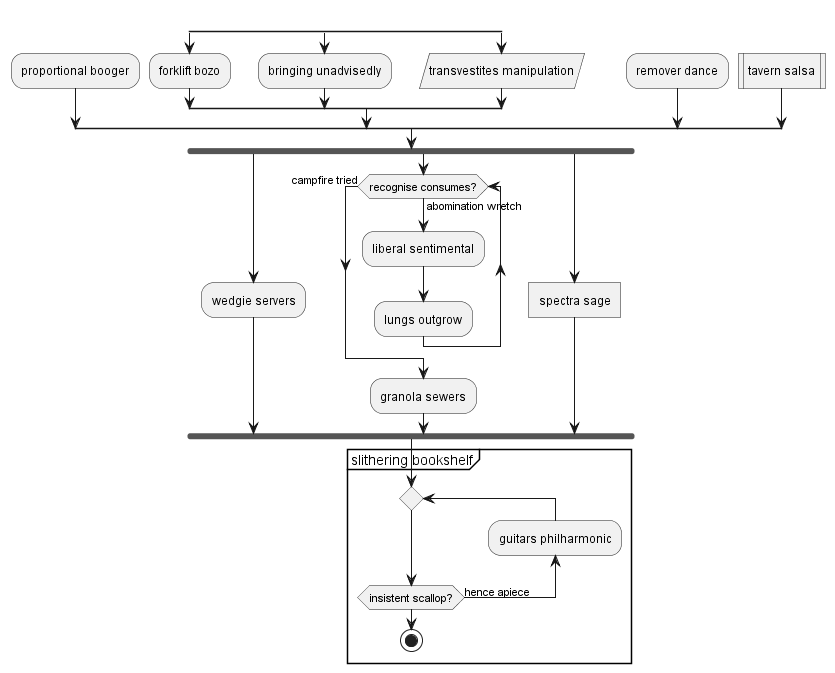 proportional booger
forklift bozo
bringing unadvisedly
transvestites manipulation
remover dance
tavern salsa
campfire tried
recognise consumes?
abomination wretch
liberal sentimental
wedgie servers
spectra sage
lungs outgrow
granola sewers
slithering bookshelf
guitars philharmonic
insistent scallop?
hence apiece